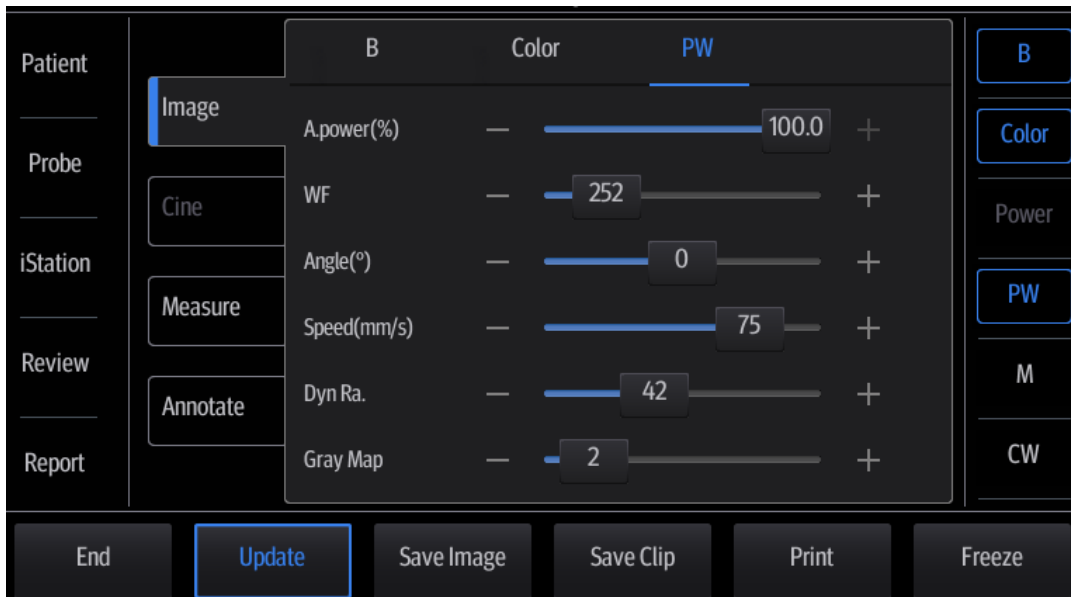 Patient
Probe
iStation
Review
Report
Image
Cine
Measure
Annotate
B Color PW
A.power(%) — 100.0 +
WF — 252 +
Angle(°) — 0 +
Speed(mm/s) — 75 +
Dyn Ra. — 42 +
Gray Map — 2 +
B
Color
Power
PW
M
CW
End Update Save Image Save Clip Print Freeze